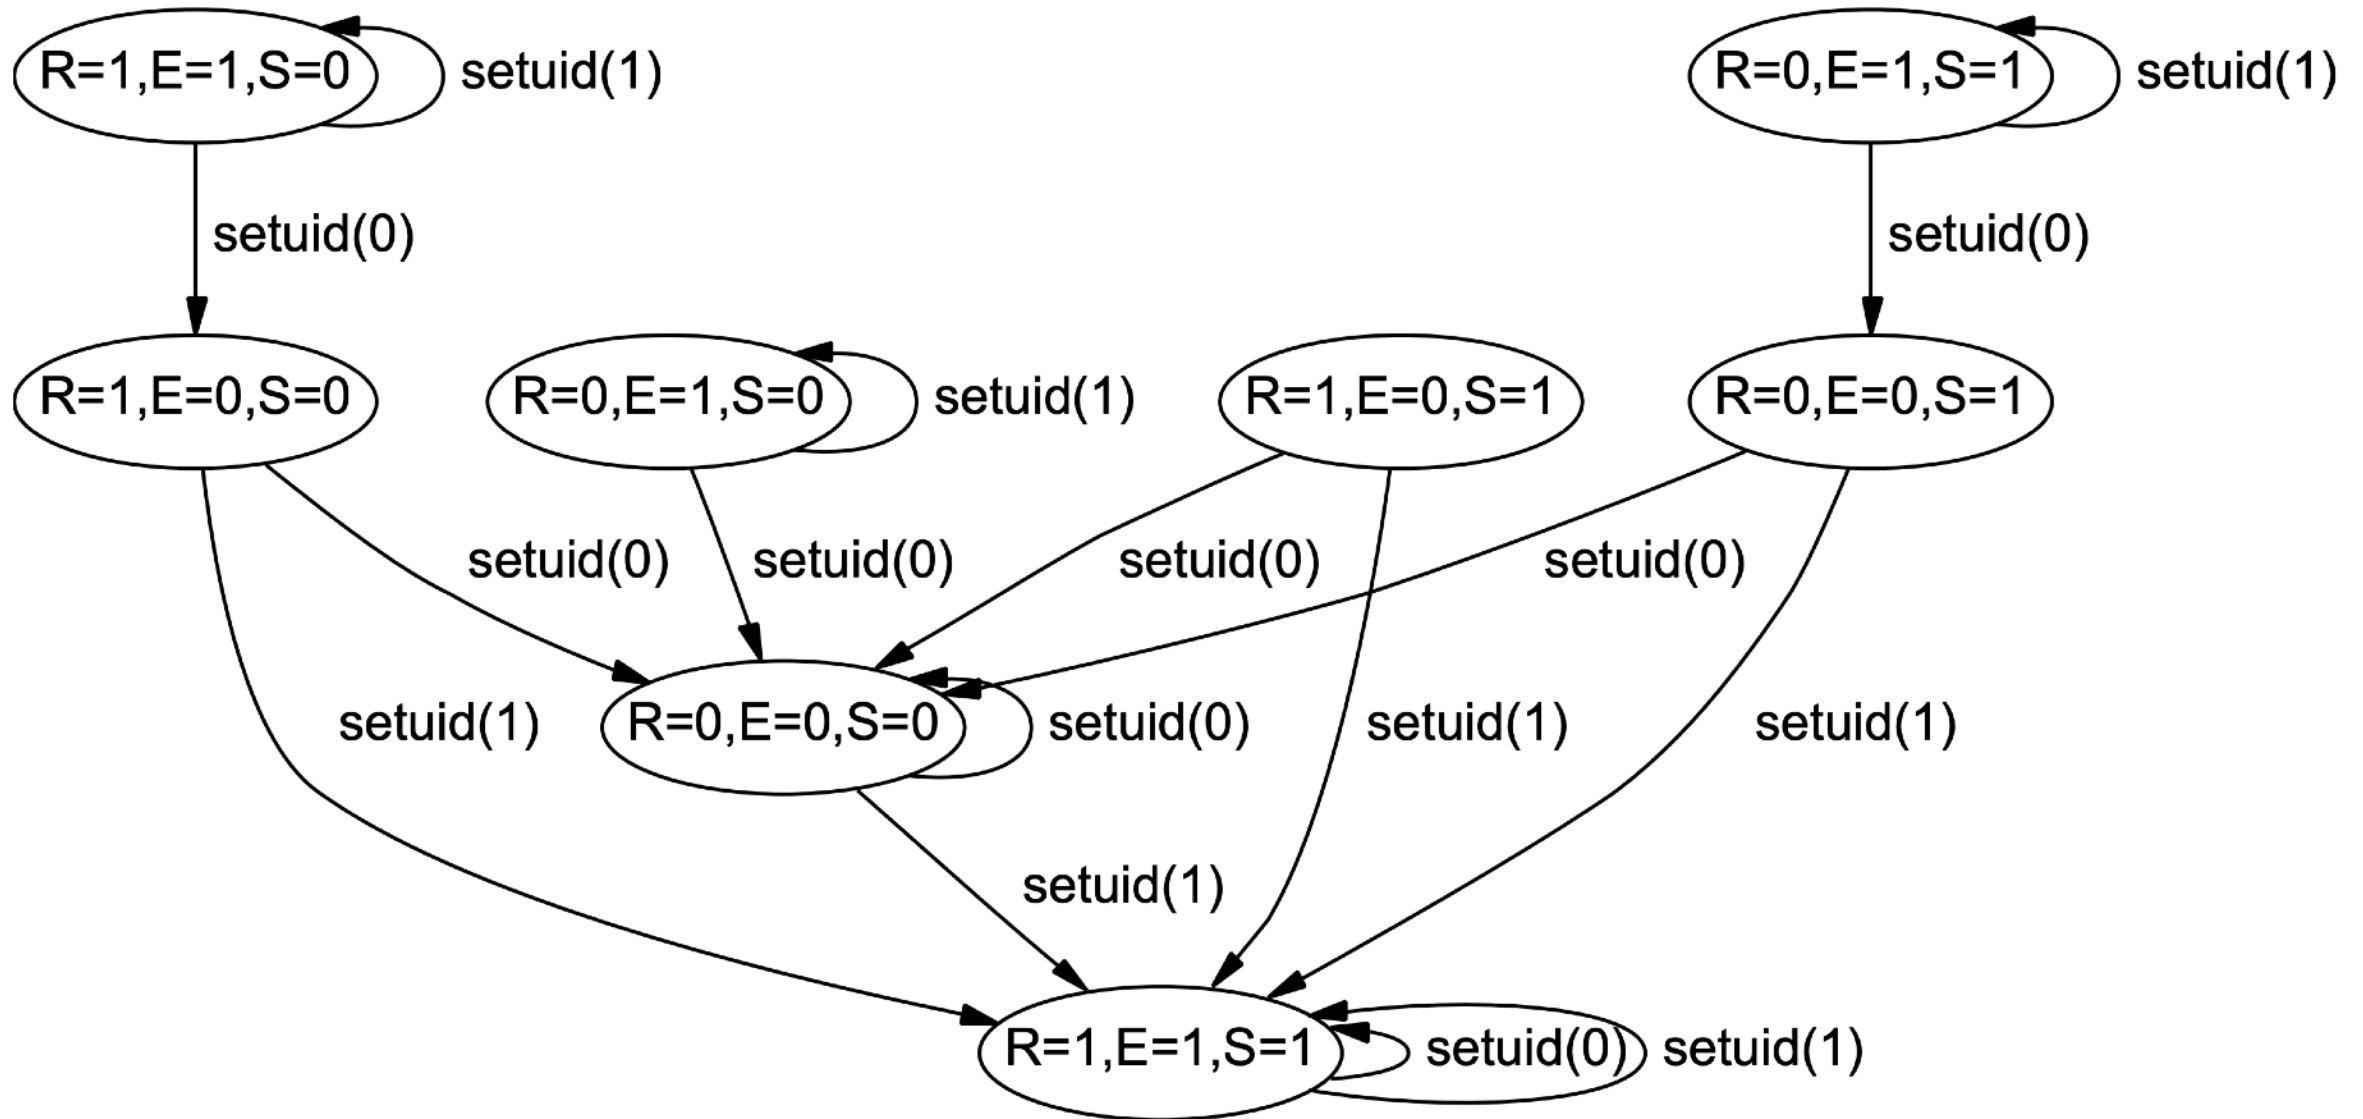 R=1,E=1,S=0
setuid(1)
R=0,E=1,S=1
setuid(1)
setuid(0)
setuid(0)
R=1,E=0,S=0
R=0,E=1,S=0
setuid(1)
R=1,E=0,S=1
R=0,E=0,S=1
setuid(0)
setuid(0)
setuid(0)
setuid(0)
setuid(1)
R=0,E=0,S=0
setuid(0)
setuid(1)
setuid(1)
setuid(1)
R=1,E=1,S=1
setuid(0)
setuid(1)